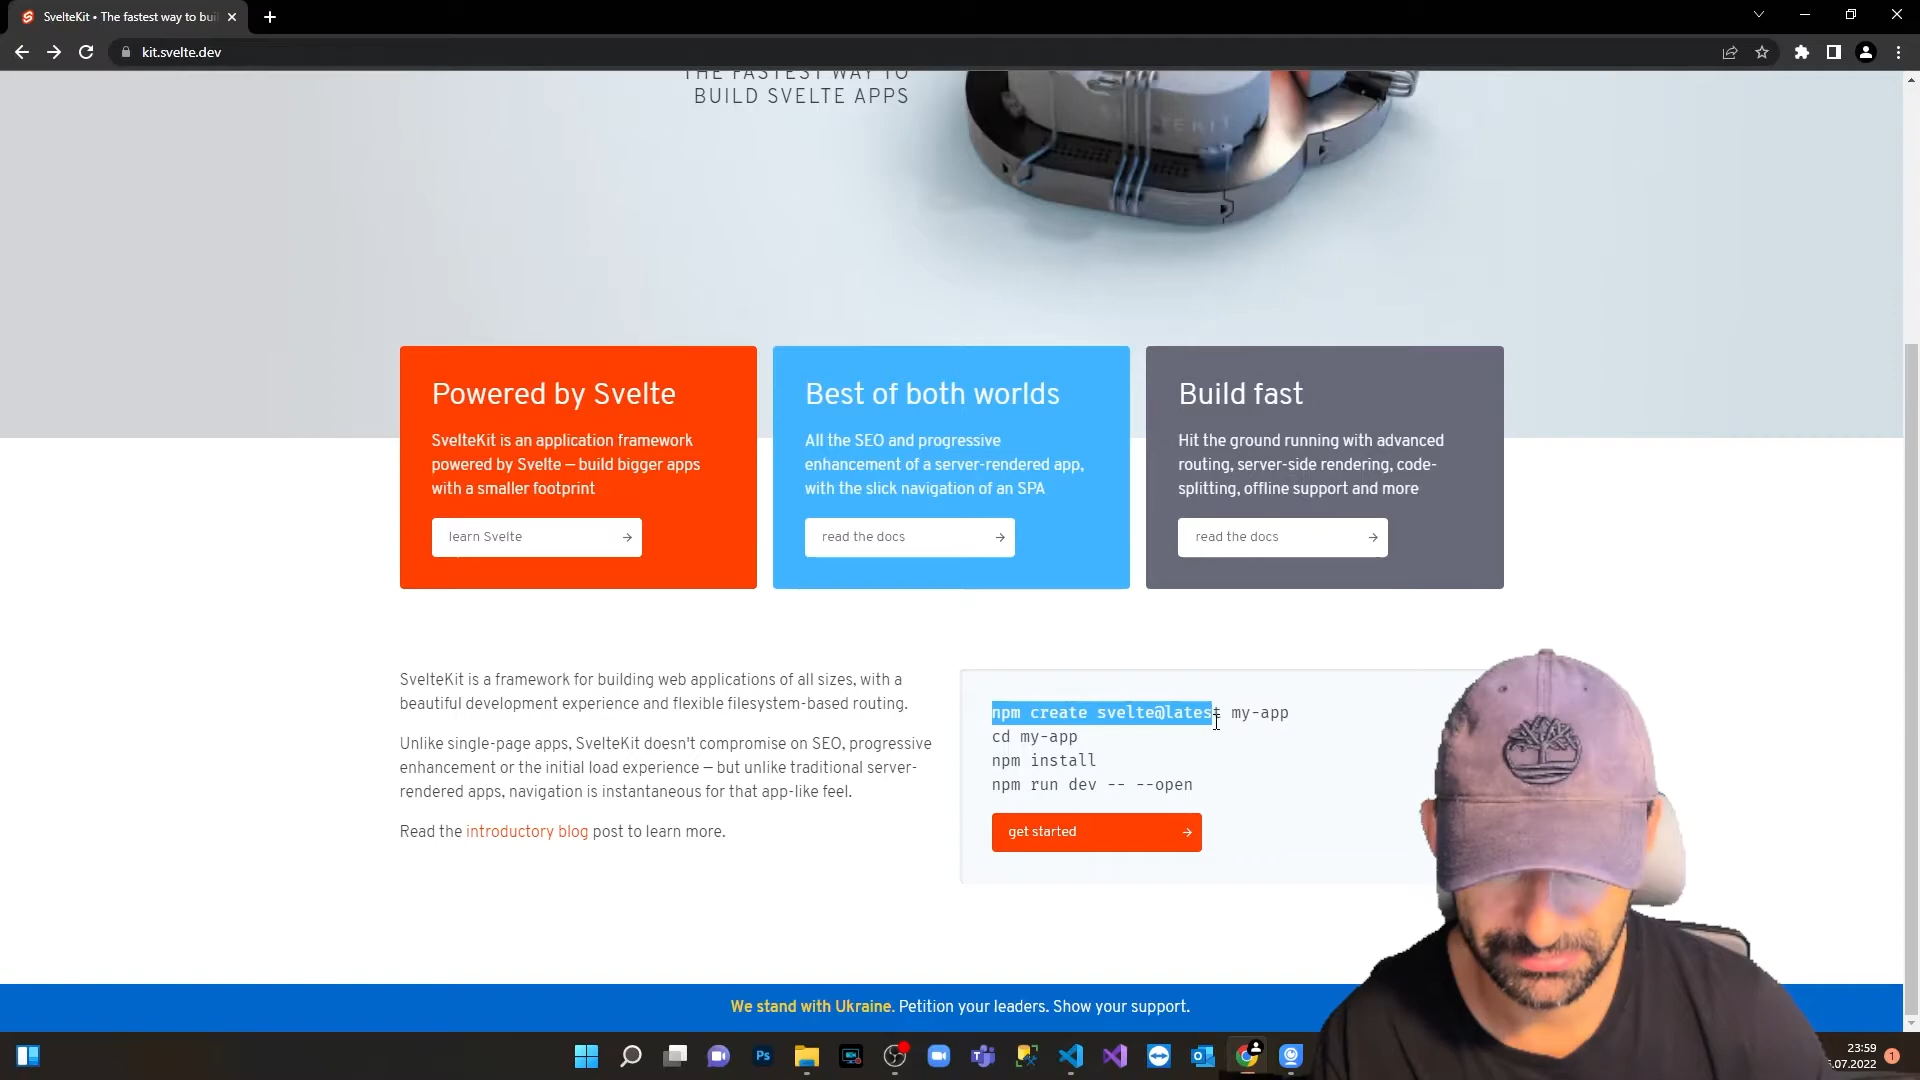 SvelteKit • The fastest way to bui
kit.svelte.dev
THE FASTEST WAY TO
BUILD SVELTE APPS
Powered by Svelte
SvelteKit is an application framework
powered by Svelte — build bigger apps
with a smaller footprint
learn Svelte
Best of both worlds
All the SEO and progressive
enhancement of a server-rendered app,
with the slick navigation of an SPA
read the docs
Build fast
Hit the ground running with advanced
routing, server-side rendering, code-
splitting, offline support and more
read the docs
SvelteKit is a framework for building web applications of all sizes, with a
beautiful development experience and flexible filesystem-based routing.
Unlike single-page apps, SvelteKit doesn't compromise on SEO, progressive
enhancement or the initial load experience — but unlike traditional server-
rendered apps, navigation is instantaneous for that app-like feel.
Read the introductory blog post to learn more.
npm create svelte@latest my-app
cd my-app
npm install
npm run dev -- --open
get started
We stand with Ukraine. Petition your leaders. Show your support.
Ps
23:59
.07.2022
1